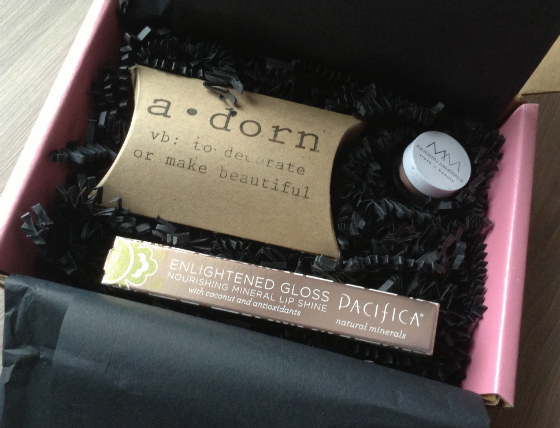 a•dorn
vb: to decorate
or make beautiful
ENLIGHTENED GLOSS
NOURISHING MINERAL LIP SHINE
with coconut and antioxidants
PACIFICA®
natural minerals